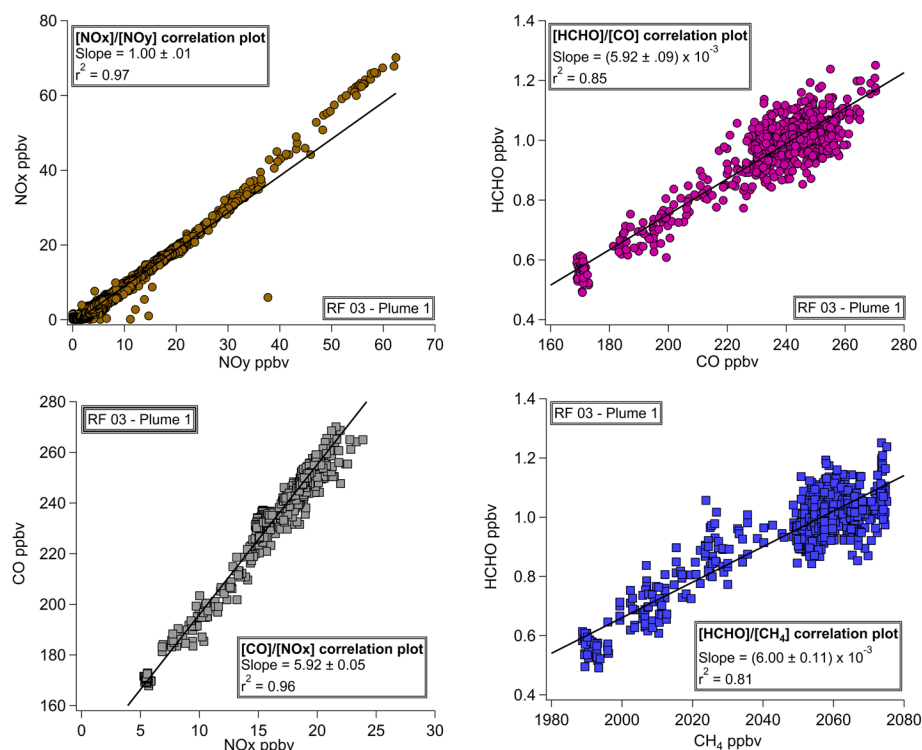 80
60
40
20
0
NOx ppbv
[NOx]/[NOy] correlation plot
Slope = 1.00 ± .01
r2 = 0.97
RF 03 - Plume 1
0 10 20 30 40 50 60 70
NOy ppbv
1.4
1.2
1.0
0.8
0.6
0.4
HCHO ppbv
[HCHO]/[CO] correlation plot
Slope = (5.92 ± .09) x 10-3
r2 = 0.85
RF 03 - Plume 1
160 180 200 220 240 260 280
CO ppbv
280
260
240
220
200
180
160
CO ppbv
RF 03 - Plume 1
[CO]/[NOx] correlation plot
Slope = 5.92 ± 0.05
r2 = 0.96
0 5 10 15 20 25 30
NOx ppbv
1.4
1.2
1.0
0.8
0.6
0.4
HCHO ppbv
RF 03 - Plume 1
[HCHO]/[CH4] correlation plot
Slope = (6.00 ± 0.11) x 10-3
r2 = 0.81
1980 2000 2020 2040 2060 2080
CH4 ppbv